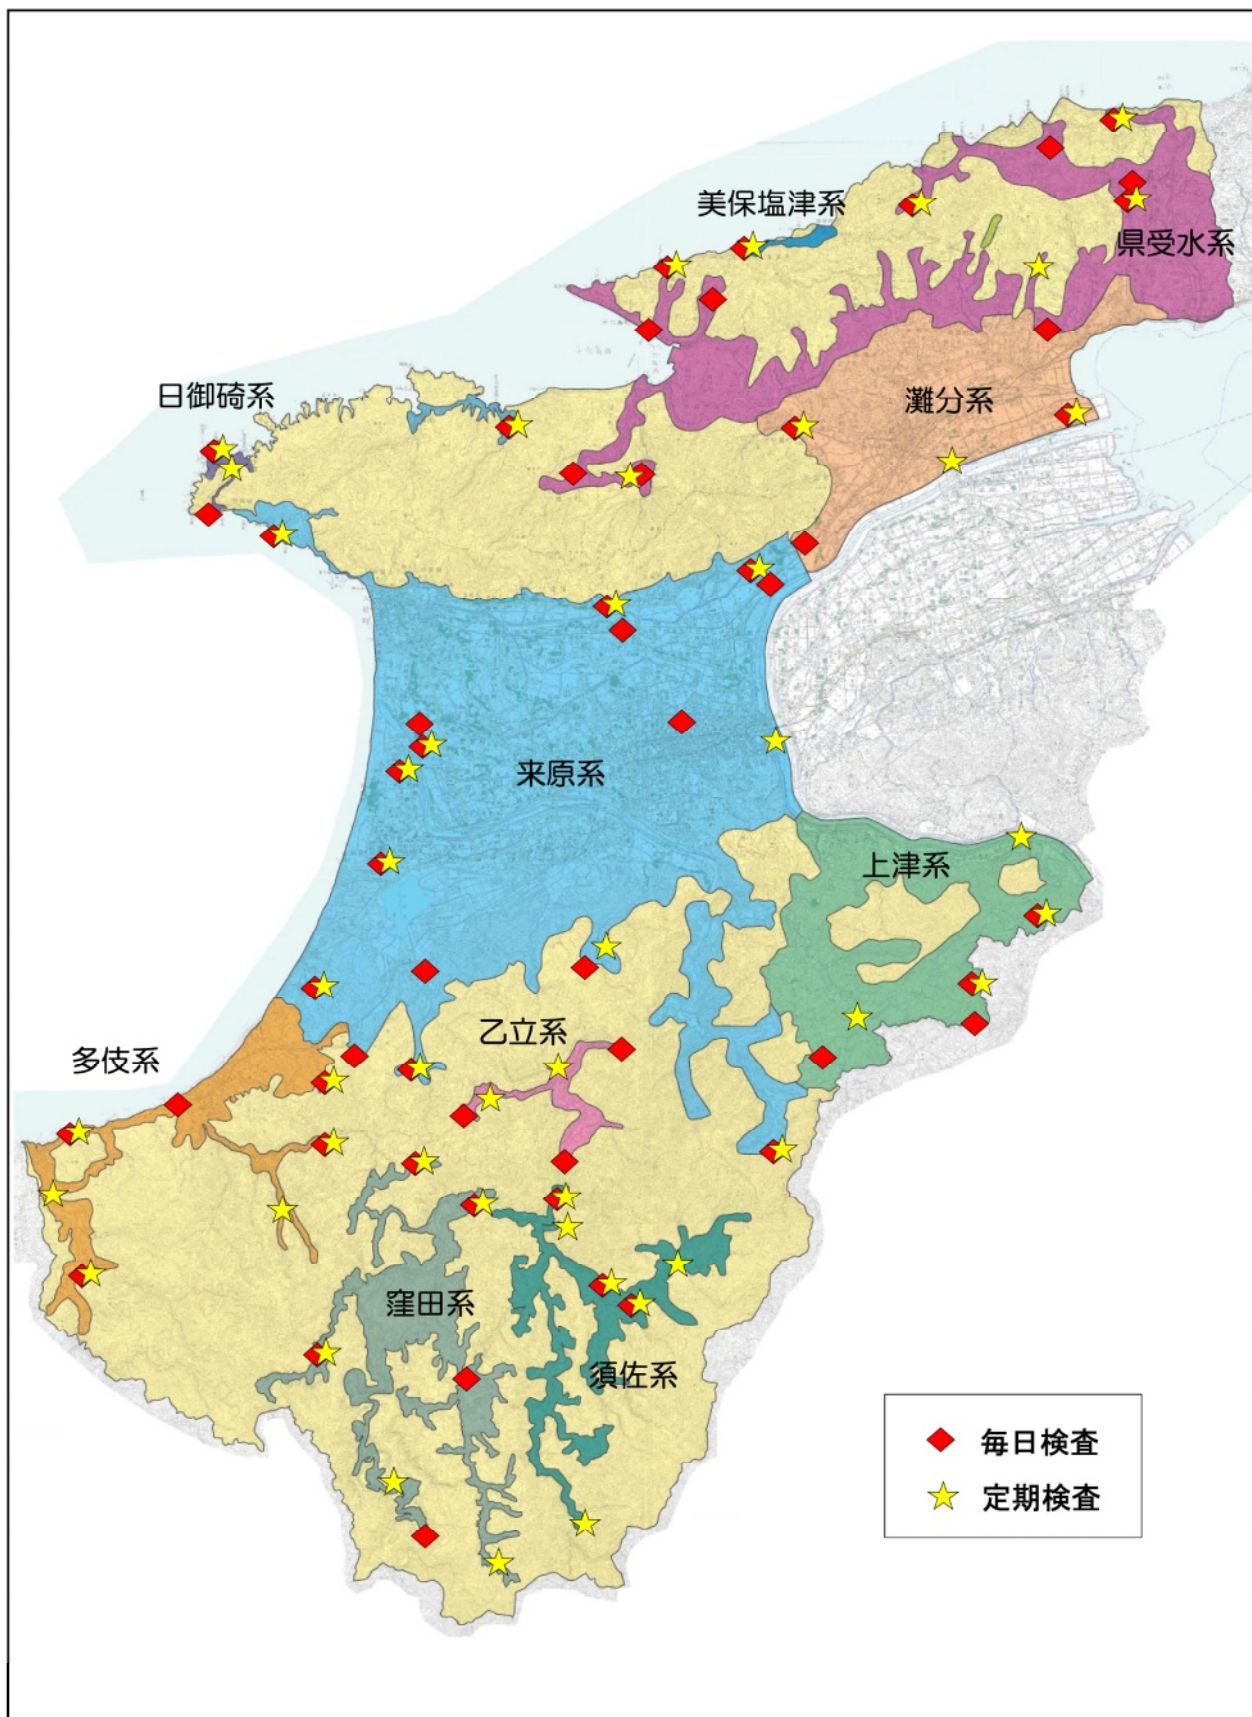 美保塩津系
県受水系
日御碕系
灘分系
来原系
上津系
乙立系
多伎系
窪田系
須佐系
毎日検査
定期検査